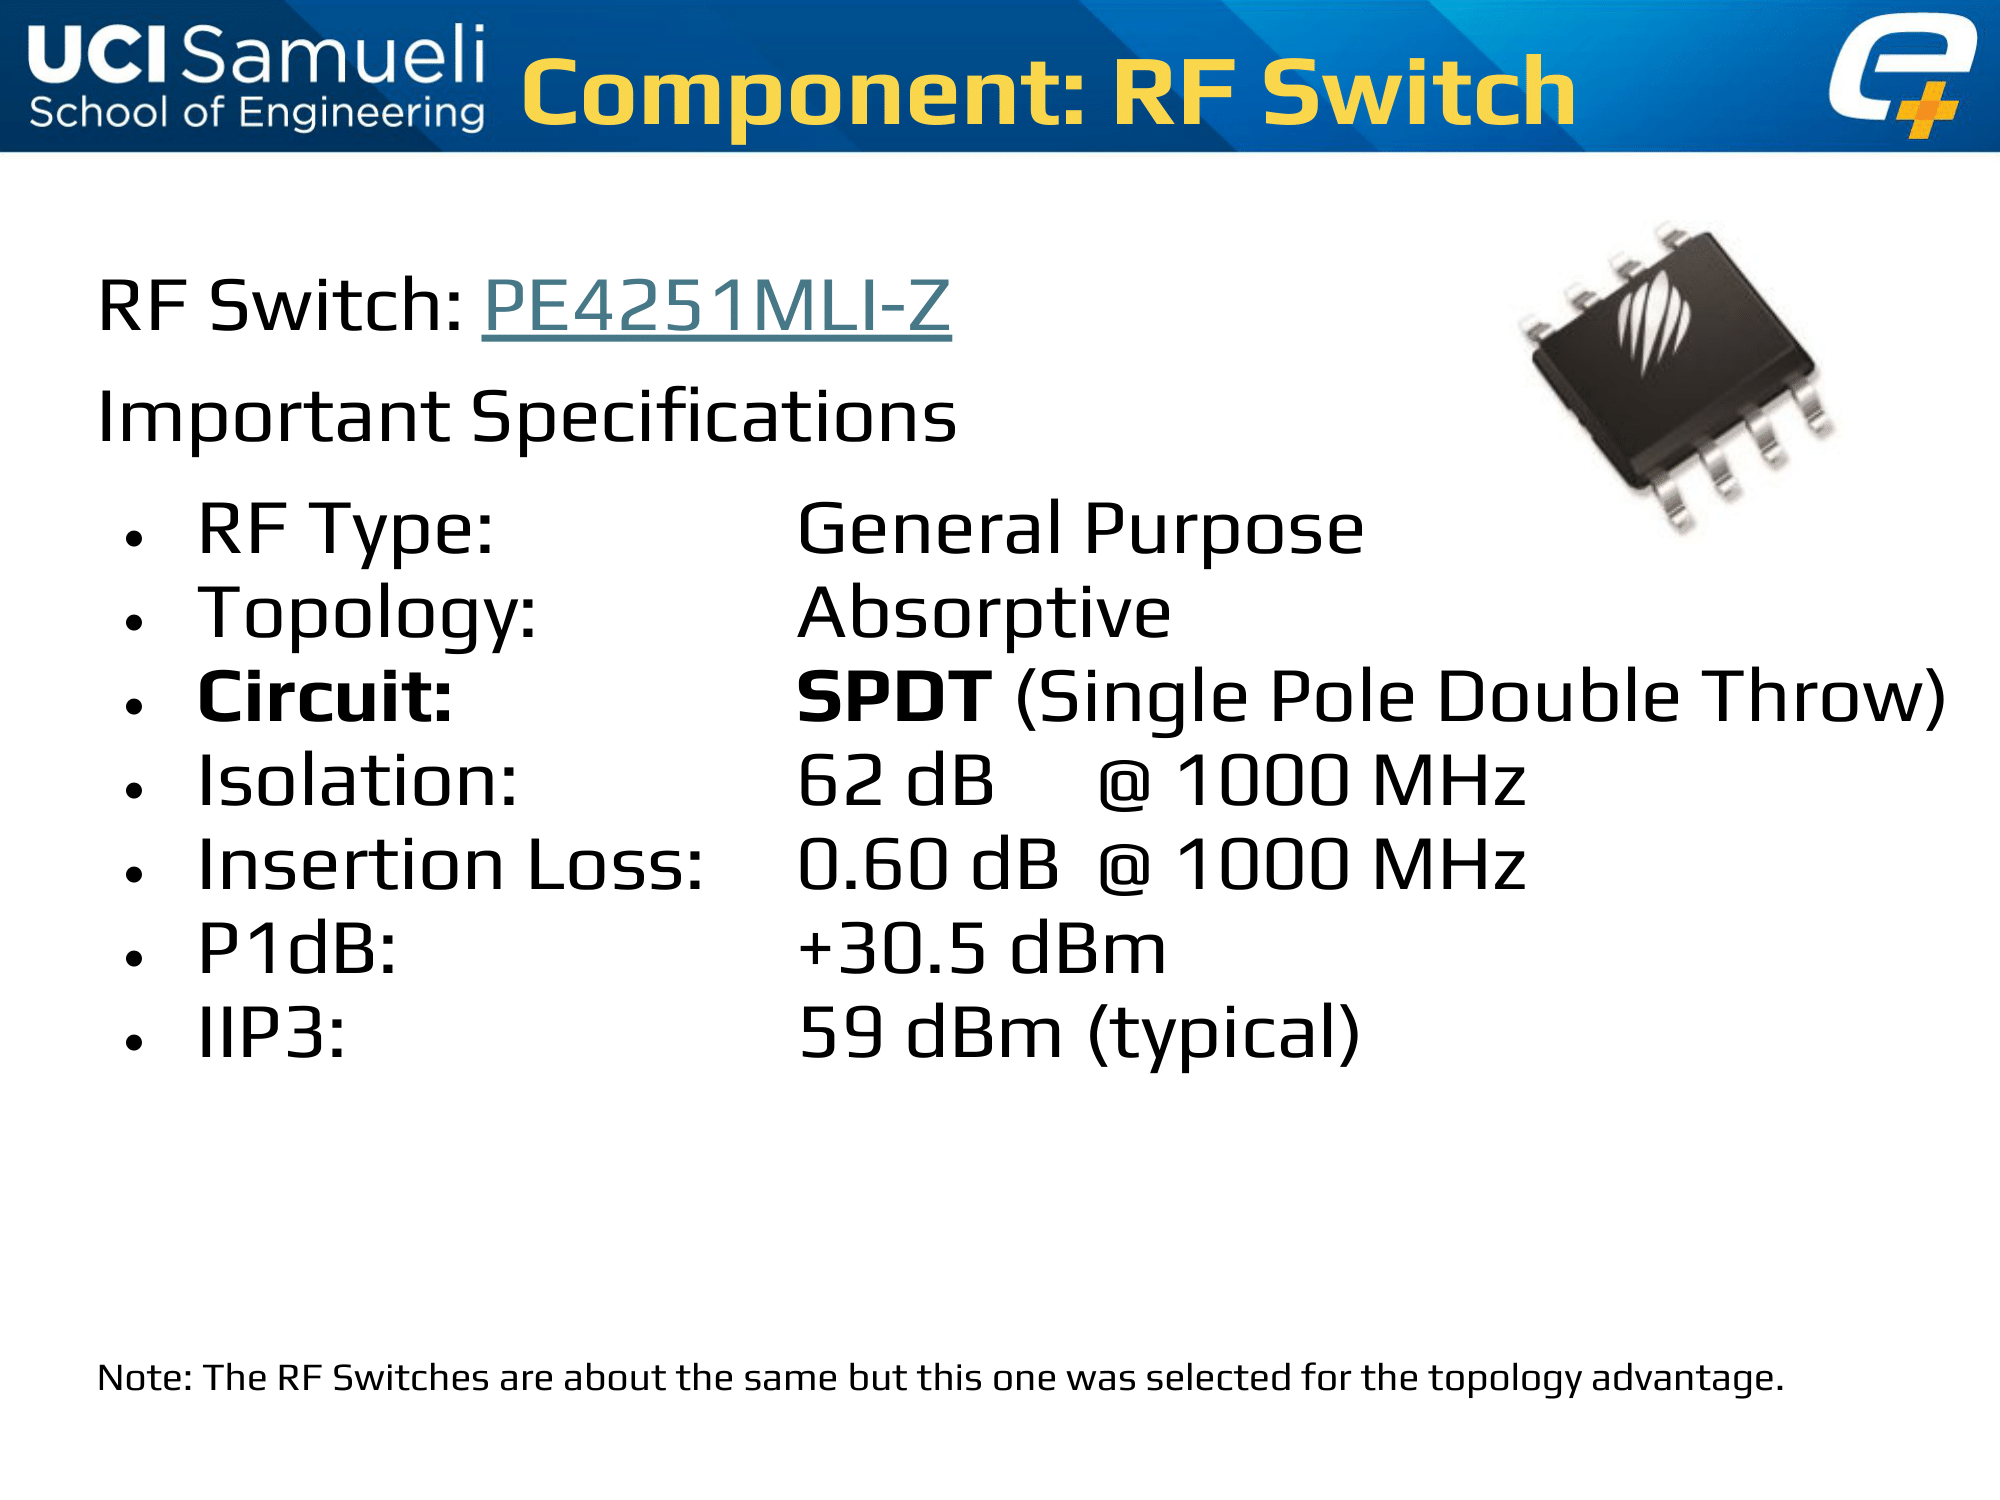 UCI Samueli
School of Engineering
Component: RF Switch
e+
RF Switch: PE4251MLI-Z
Important Specifications
• RF Type: General Purpose
• Topology: Absorptive
• Circuit: SPDT (Single Pole Double Throw)
• Isolation: 62 dB @ 1000 MHz
• Insertion Loss: 0.60 dB @ 1000 MHz
• P1dB: +30.5 dBm
• IIP3: 59 dBm (typical)
Note: The RF Switches are about the same but this one was selected for the topology advantage.